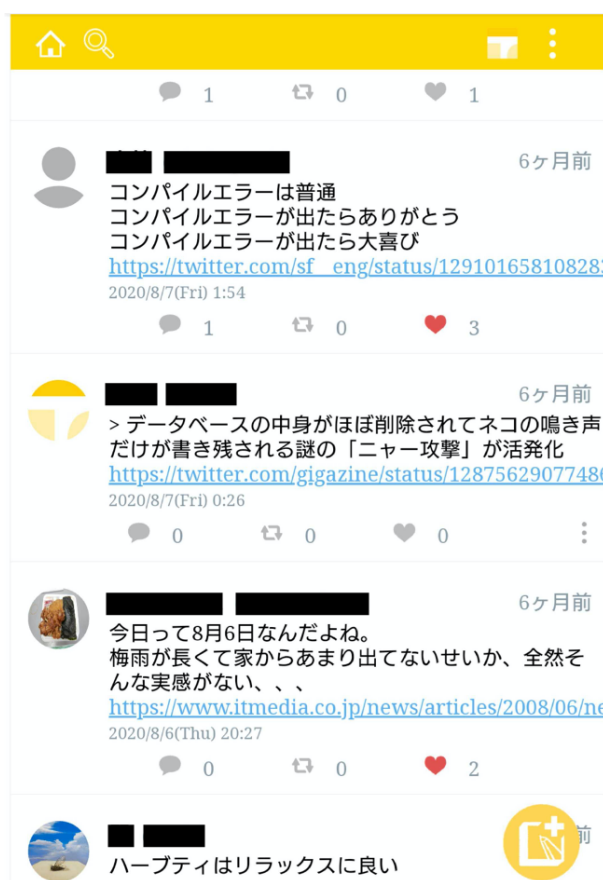 1 0 1
6ヶ月前
コンパイルエラーは普通
コンパイルエラーが出たらありがとう
コンパイルエラーが出たら大喜び
https://twitter.com/sf_eng/status/129101658108282
2020/8/7(Fri) 1:54
1 0 3
6ヶ月前
> データベースの中身がほぼ削除されてネコの鳴き声
だけが書き残される謎の「ニャー攻撃」が活発化
https://twitter.com/gigazine/status/12875629077486
2020/8/7(Fri) 0:26
0 0 0
6ヶ月前
今日って8月6日なんだよね。
梅雨が長くて家からあまり出てないせいか、全然そ
んな実感がない、、、
https://www.itmedia.co.jp/news/articles/2008/06/ne
2020/8/6(Thu) 20:27
0 0 2
前
ハーブティはリラックスに良い